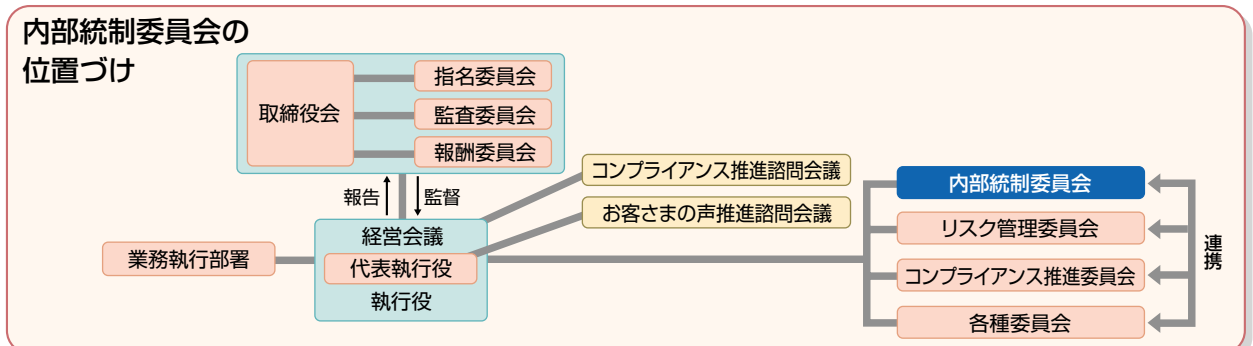 内部統制委員会の
位置づけ
取締役会
指名委員会
監査委員会
報酬委員会
報告
監督
コンプライアンス推進諮問会議
お客さまの声推進諮問会議
経営会議
代表執行役
執行役
業務執行部署
内部統制委員会
リスク管理委員会
コンプライアンス推進委員会
各種委員会
連携